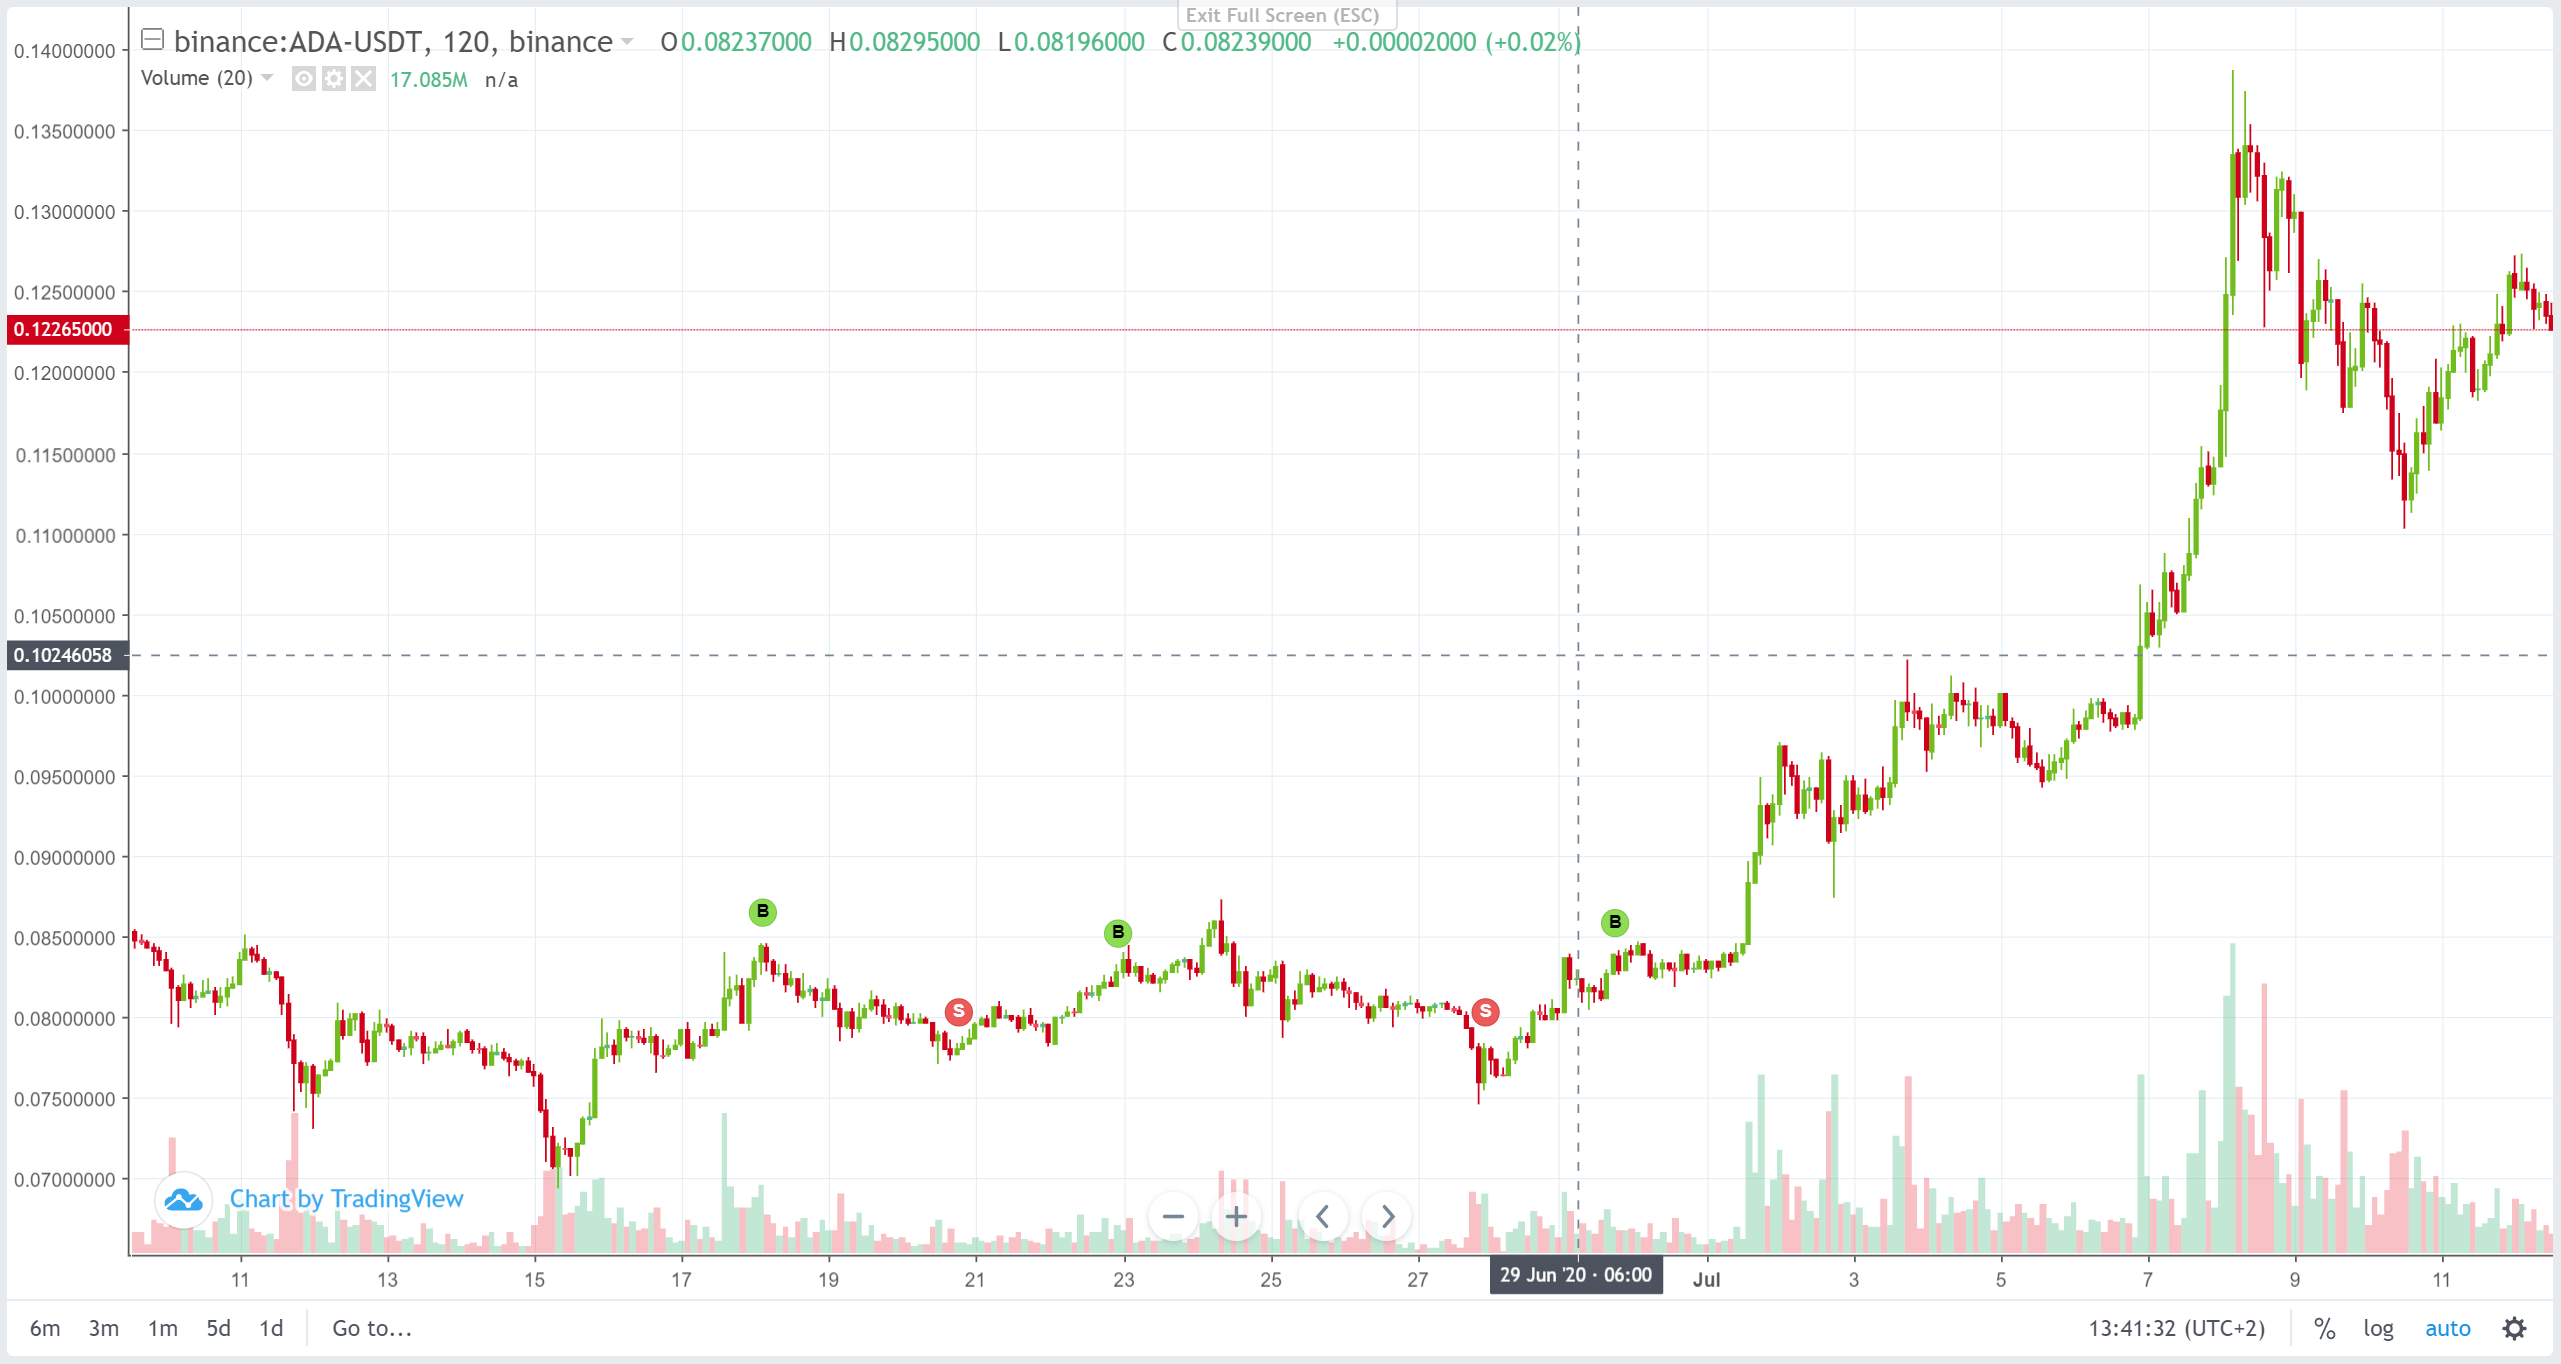 Exit Full Screen (ESC)
binance:ADA-USDT, 120, binance O0.08237000 H0.08295000 L0.08196000 C0.08239000 +0.00002000 (+0.02%)
Volume (20) 17.085M n/a
0.14000000
0.13500000
0.13000000
0.12500000
0.12265000
0.12000000
0.11500000
0.11000000
0.10500000
0.10246058
0.10000000
0.09500000
0.09000000
0.08500000
0.08000000
0.07500000
0.07000000
B
B
B
S
S
Chart by TradingView
11 13 15 17 19 21 23 25 27 29 Jun '20 · 06:00 Jul 3 5 7 9 11
6m 3m 1m 5d 1d Go to... 13:41:32 (UTC+2) % log auto